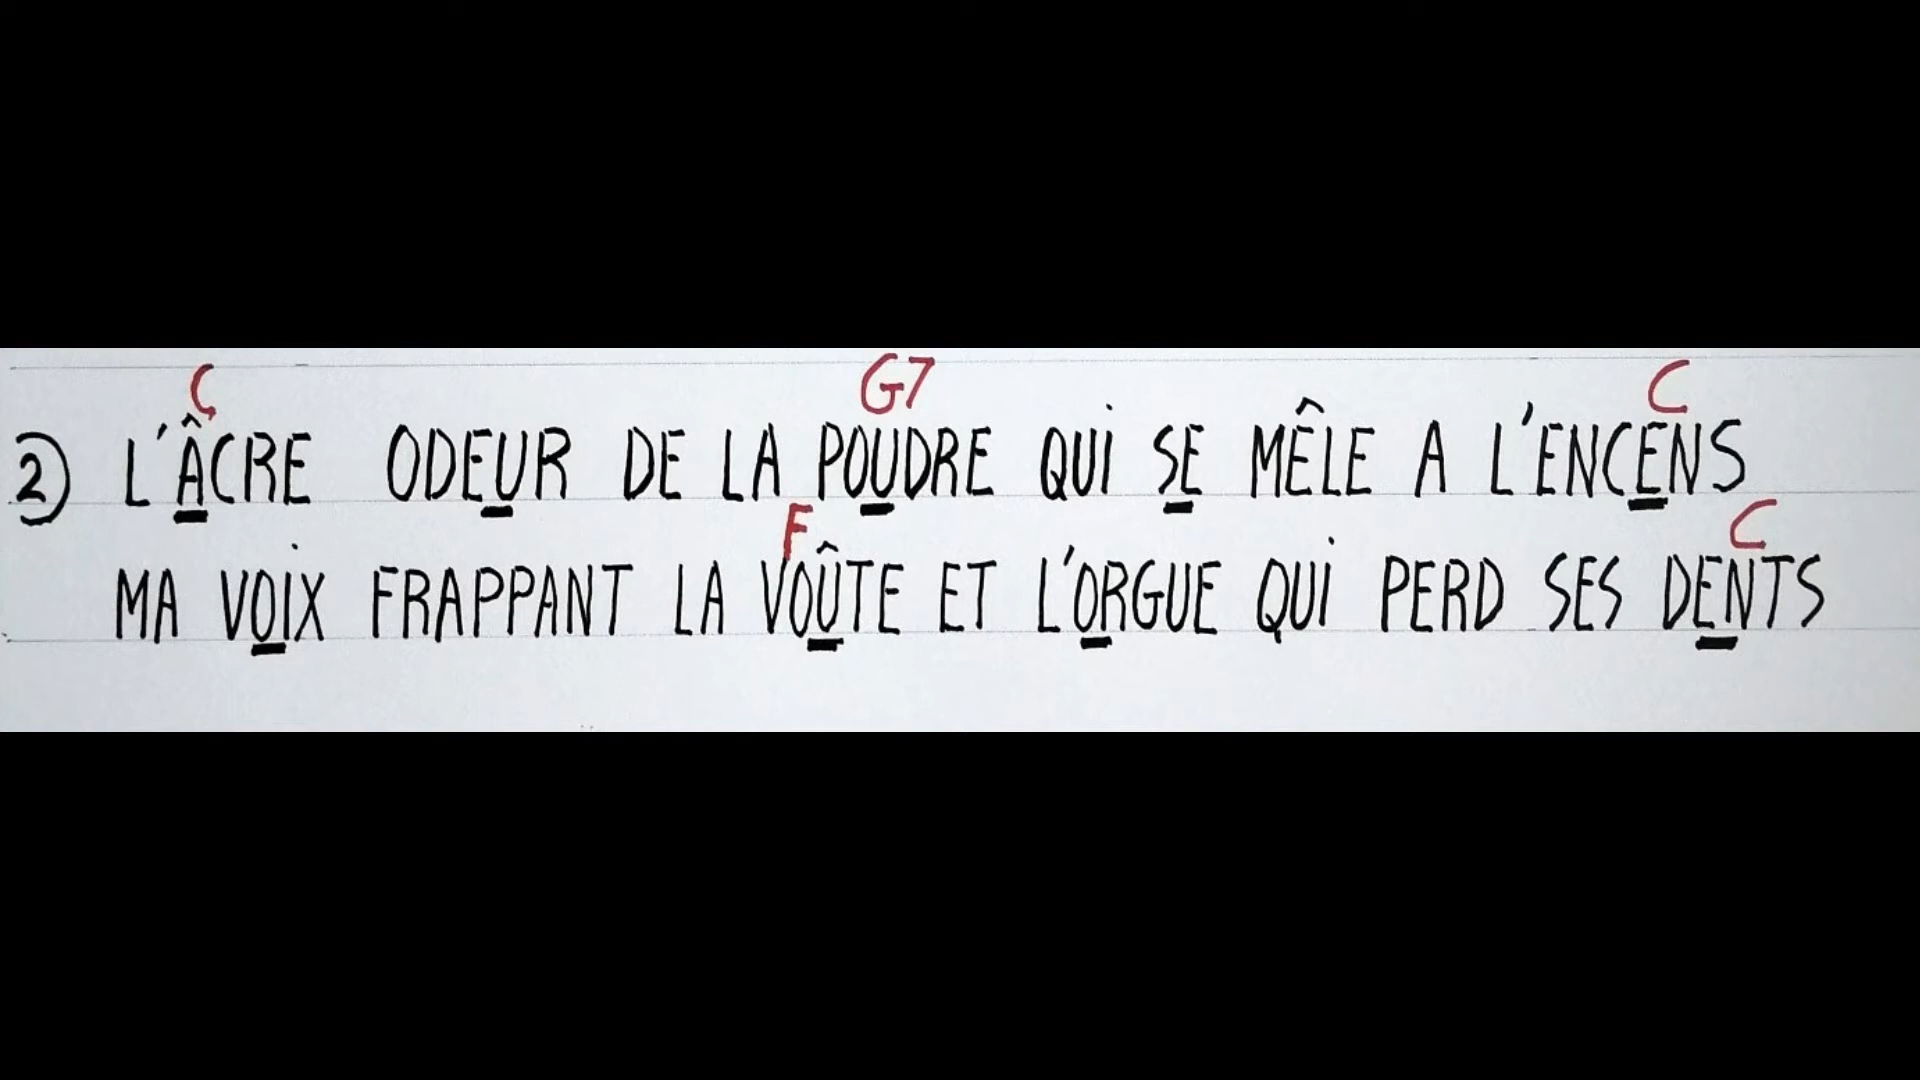 C G7 C
2 L'ÂCRE ODEUR DE LA POUDRE QUI SE MÊLE A L'ENCENS
F C
MA VOIX FRAPPANT LA VOÛTE ET L'ORGUE QUI PERD SES DENTS